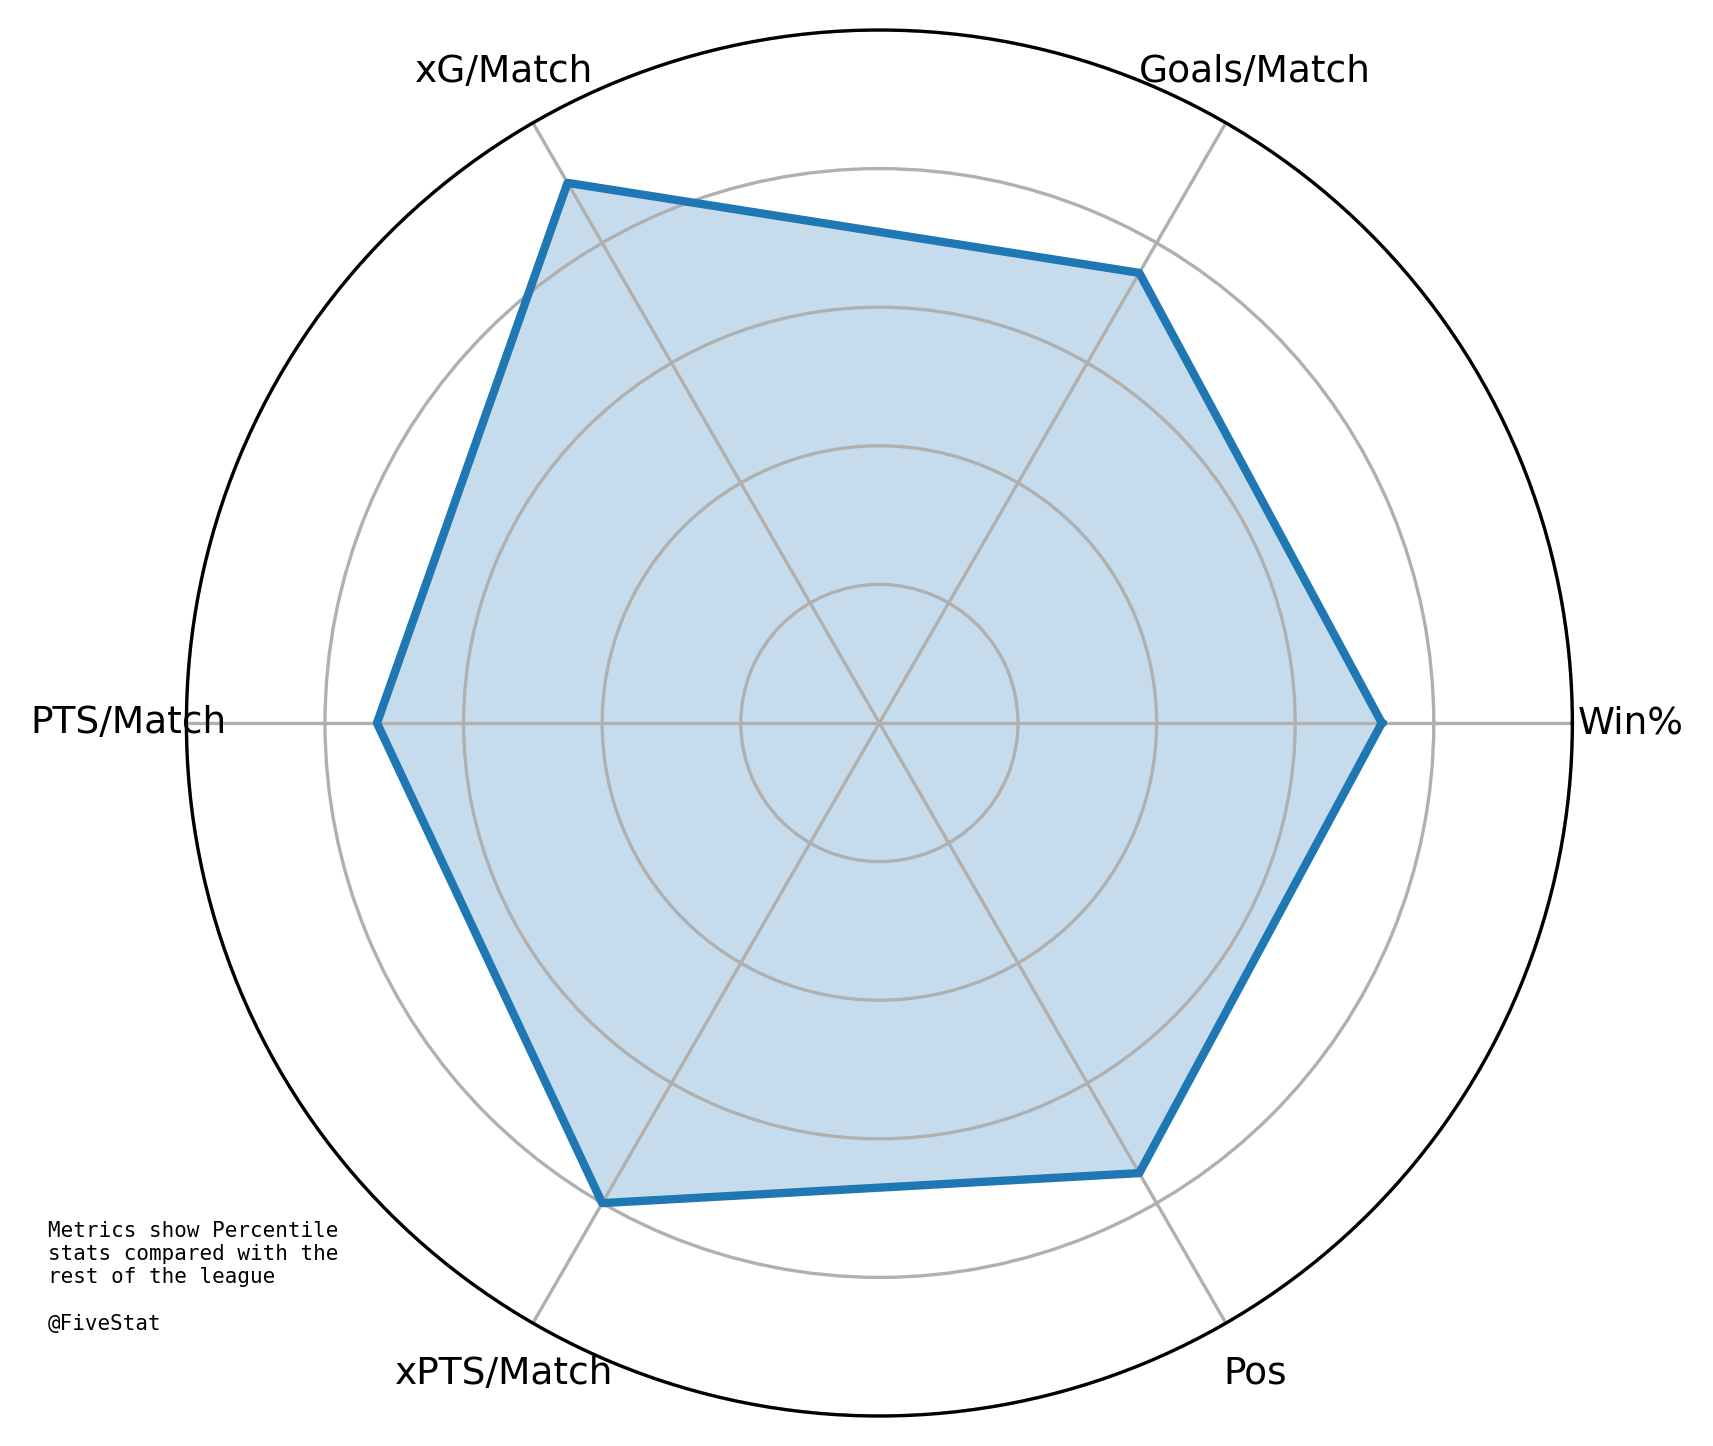 xG/Match
Goals/Match
PTS/Match
Win%
Metrics show Percentile
stats compared with the
rest of the league
@FiveStat
xPTS/Match
Pos